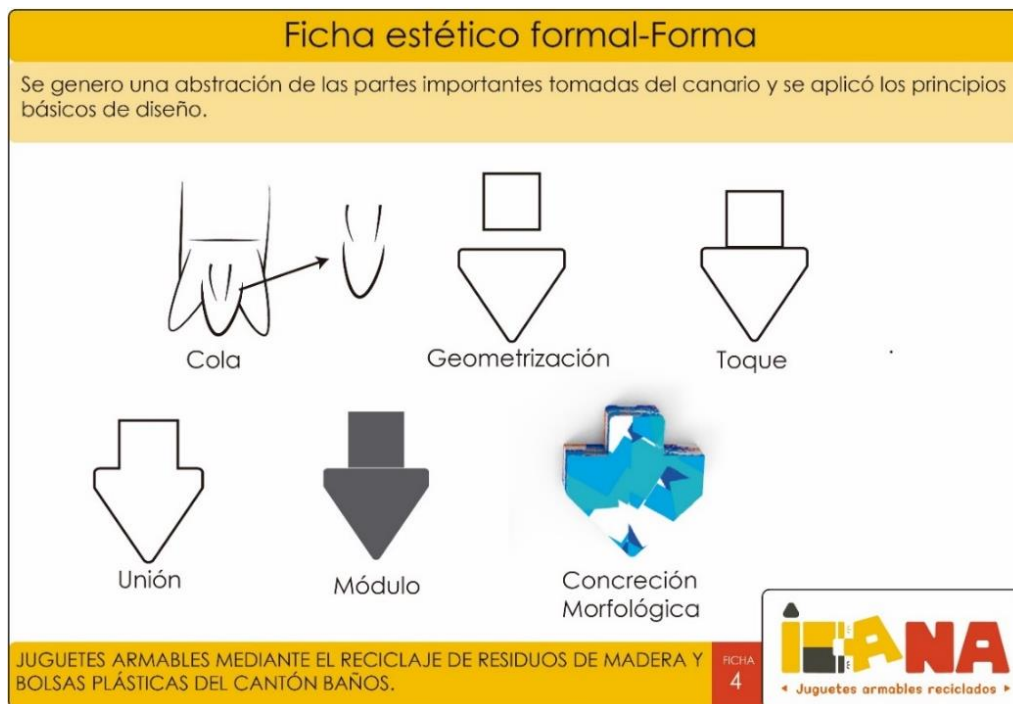 Ficha estético formal-Forma
Se genero una abstración de las partes importantes tomadas del canario y se aplicó los principios
básicos de diseño.
Cola
Geometrización
Toque
Unión
Módulo
Concreción
Morfológica
JUGUETES ARMABLES MEDIANTE EL RECICLAJE DE RESIDUOS DE MADERA Y
BOLSAS PLÁSTICAS DEL CANTÓN BAÑOS.
FICHA
4
Juguetes armables reciclados